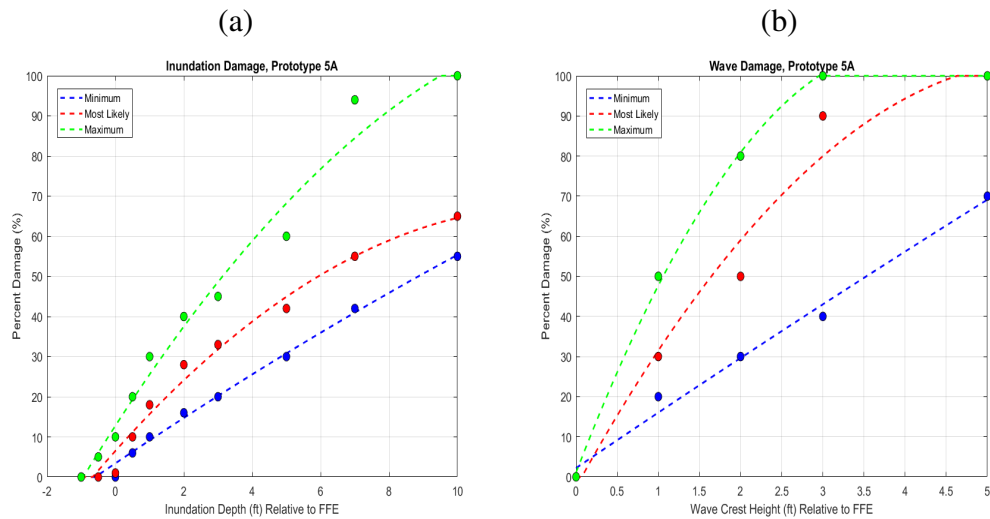 (a)
Inundation Damage, Prototype 5A
100
90
80
70
60
50
40
30
20
10
0
Percent Damage (%)
Minimum
Most Likely
Maximum
-2 0 2 4 6 8 10
Inundation Depth (ft) Relative to FFE
(b)
Wave Damage, Prototype 5A
100
90
80
70
60
50
40
30
20
10
0
Percent Damage (%)
Minimum
Most Likely
Maximum
0 0.5 1 1.5 2 2.5 3 3.5 4 4.5 5
Wave Crest Height (ft) Relative to FFE